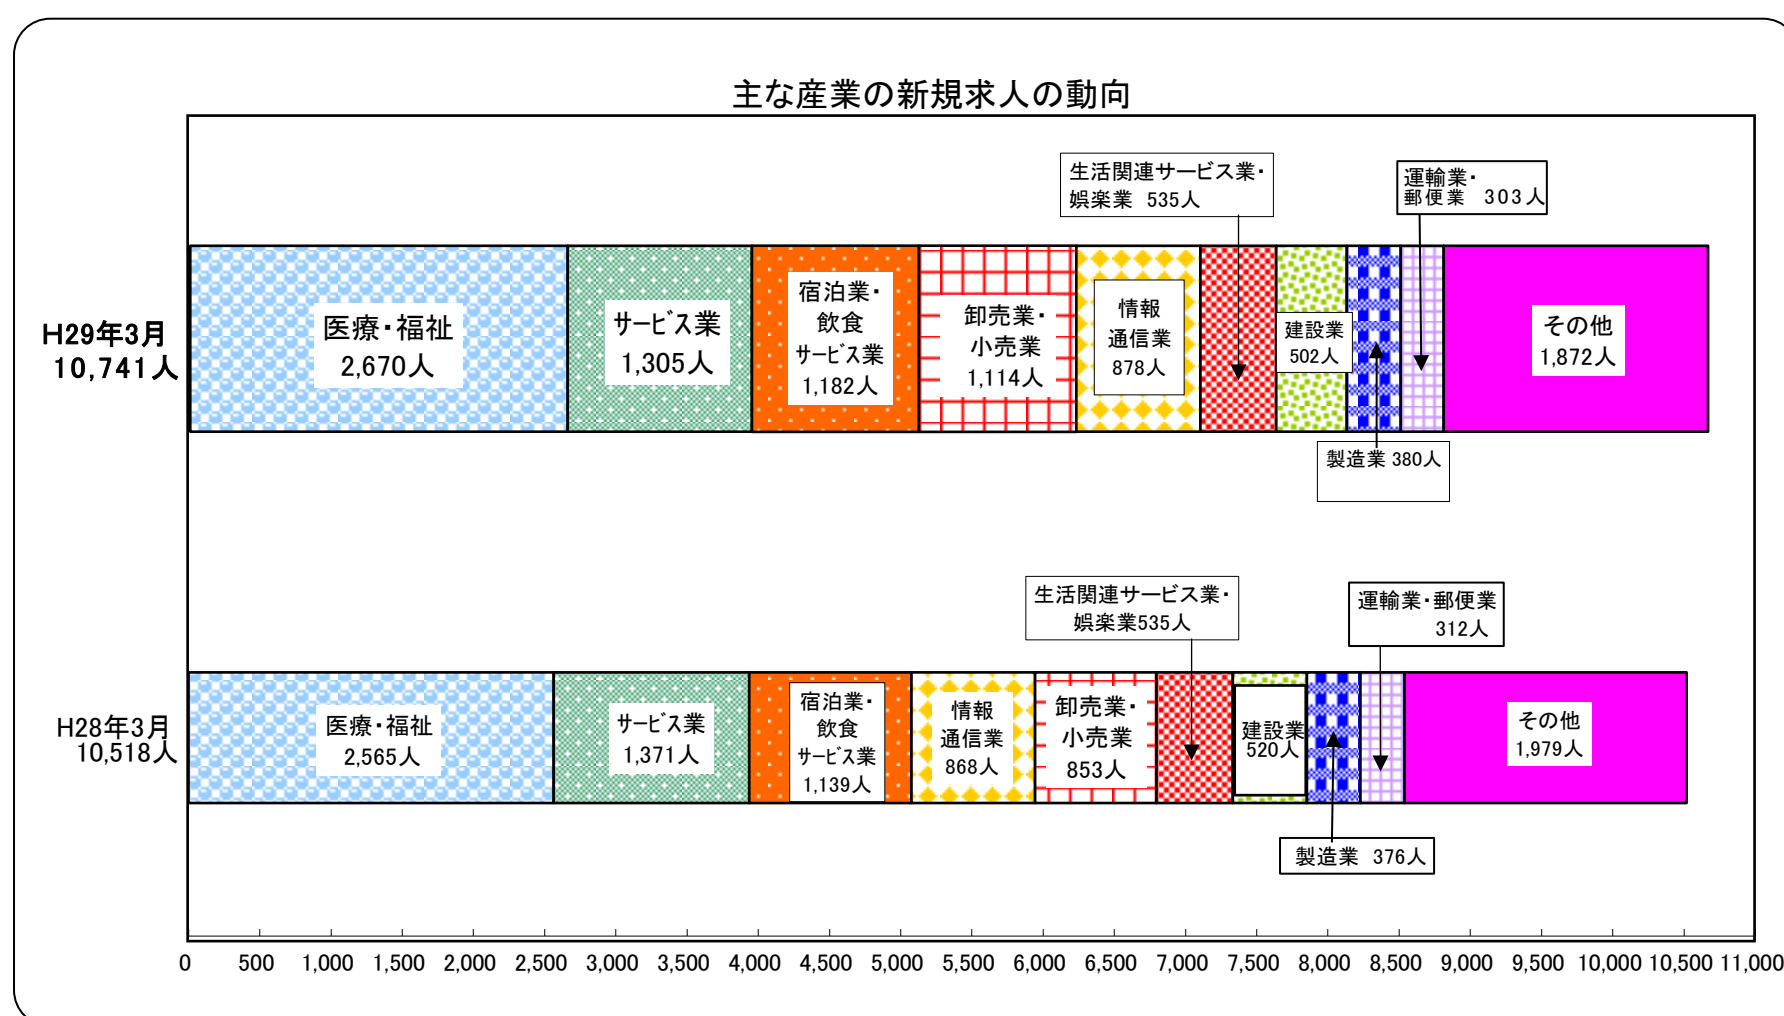 主な産業の新規求人の動向
生活関連サービス業・
娯楽業 535人
運輸業・
郵便業 303人
H29年3月
10,741人
医療・福祉
2,670人
サービス業
1,305人
宿泊業・
飲食
サービス業
1,182人
卸売業・
小売業
1,114人
情報
通信業
878人
建設業
502人
その他
1,872人
製造業 380人
生活関連サービス業・
娯楽業535人
運輸業・郵便業
312人
H28年3月
10,518人
医療・福祉
2,565人
サービス業
1,371人
宿泊業・
飲食
サービス業
1,139人
情報
通信業
868人
卸売業・
小売業
853人
建設業
520人
その他
1,979人
製造業 376人
0 500 1,000 1,500 2,000 2,500 3,000 3,500 4,000 4,500 5,000 5,500 6,000 6,500 7,000 7,500 8,000 8,500 9,000 9,500 10,000 10,500 11,000